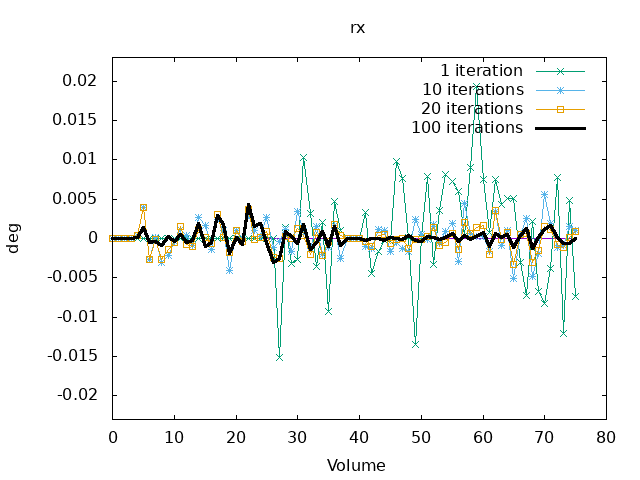 rx
0.02
0.015
0.01
0.005
0
-0.005
-0.01
-0.015
-0.02
deg
1 iteration
10 iterations
20 iterations
100 iterations
0 10 20 30 40 50 60 70 80
Volume